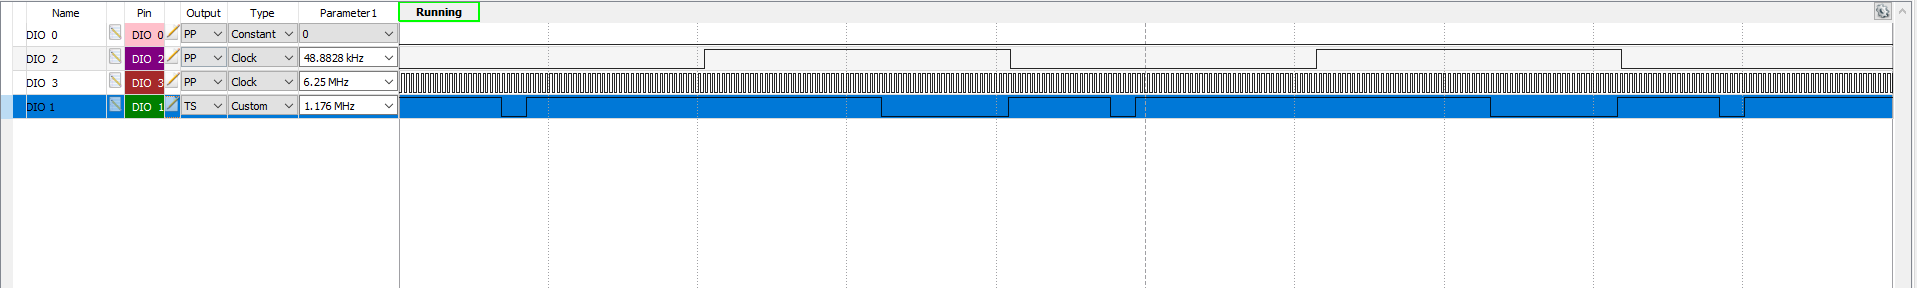 Name Pin Output Type Parameter1 Running
DIO 0 DIO 0 PP Constant 0
DIO 2 DIO 2 PP Clock 48.8828 kHz
DIO 3 DIO 3 PP Clock 6.25 MHz
DIO 1 DIO 1 TS Custom 1.176 MHz